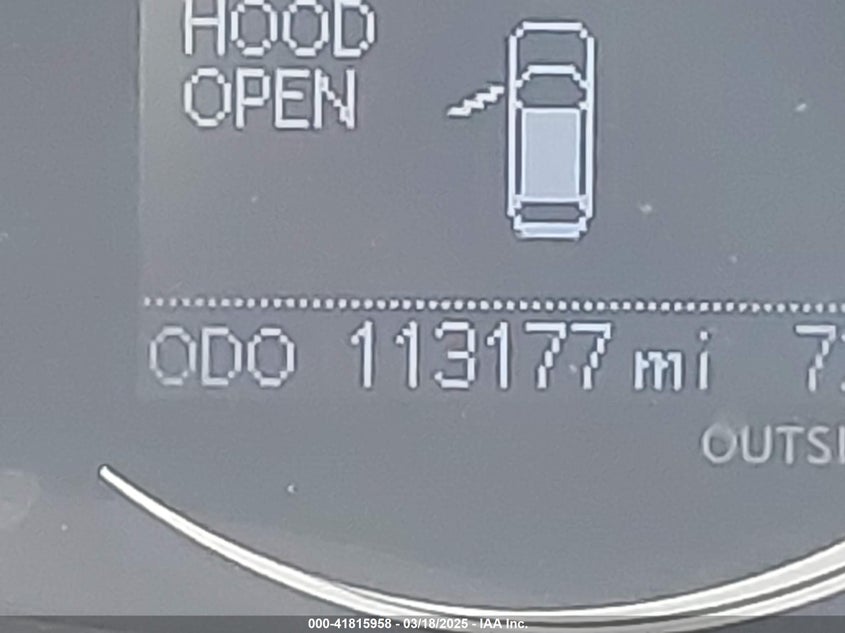 HOOD
OPEN
ODO 113177 mi
000-41815958 - 03/18/2025 - IAA Inc.